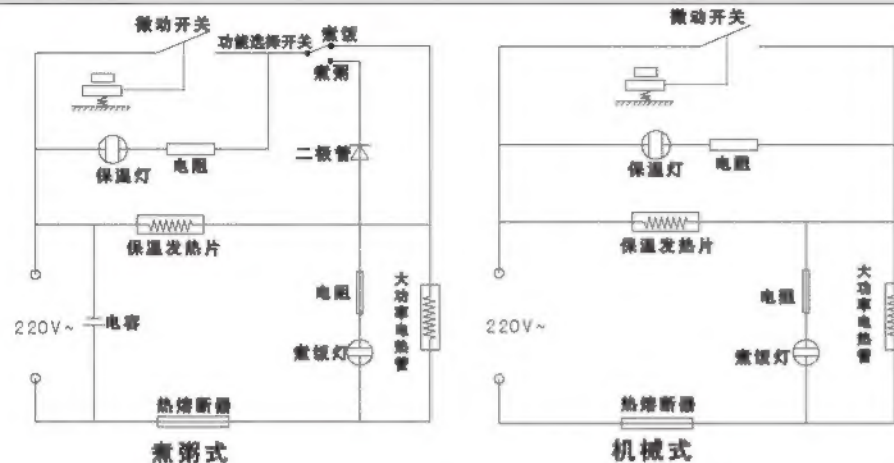 微动开关
功能选择开关
煮饭
煮粥
保温灯
电阻
二极管
保温发热片
电阻
大功率电热管
220V~
电容
煮饭灯
热熔断器
煮粥式
微动开关
保温灯
电阻
保温发热片
电阻
大功率电热管
220V~
煮饭灯
热熔断器
机械式